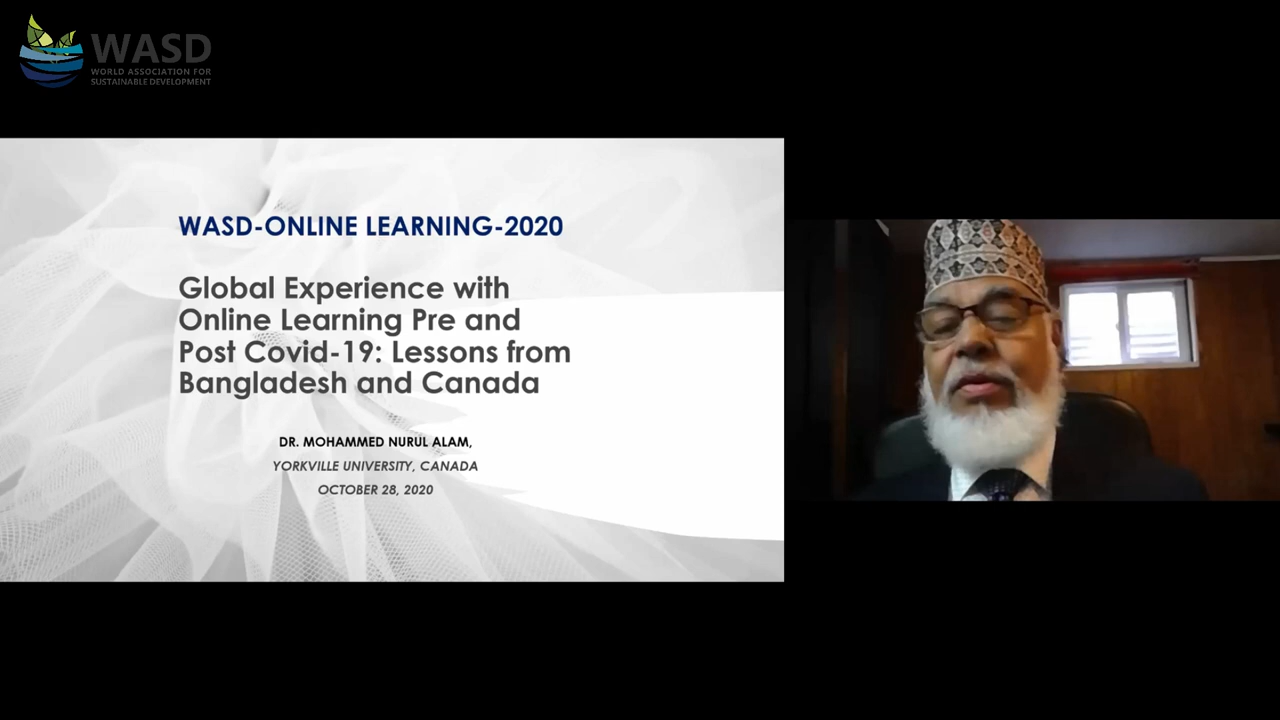 WASD
WORLD ASSOCIATION FOR
SUSTAINABLE DEVELOPMENT
WASD-ONLINE LEARNING-2020
Global Experience with
Online Learning Pre and
Post Covid-19: Lessons from
Bangladesh and Canada
DR. MOHAMMED NURUL ALAM,
YORKVILLE UNIVERSITY, CANADA
OCTOBER 28, 2020